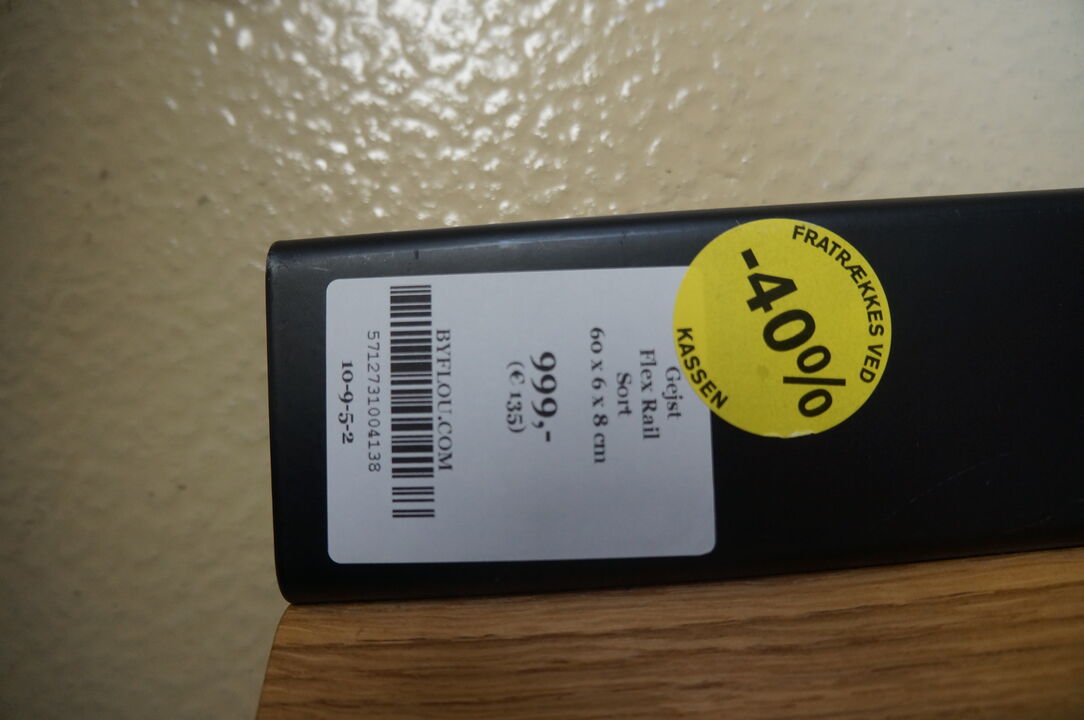 Gejst
Flex Rail
Sort
60 x 6 x 8 cm
999,-
(€ 135)
BYFLOU.COM
5712731004138
10-9-5-2
FRATRÆKKES VED
-40%
KASSEN